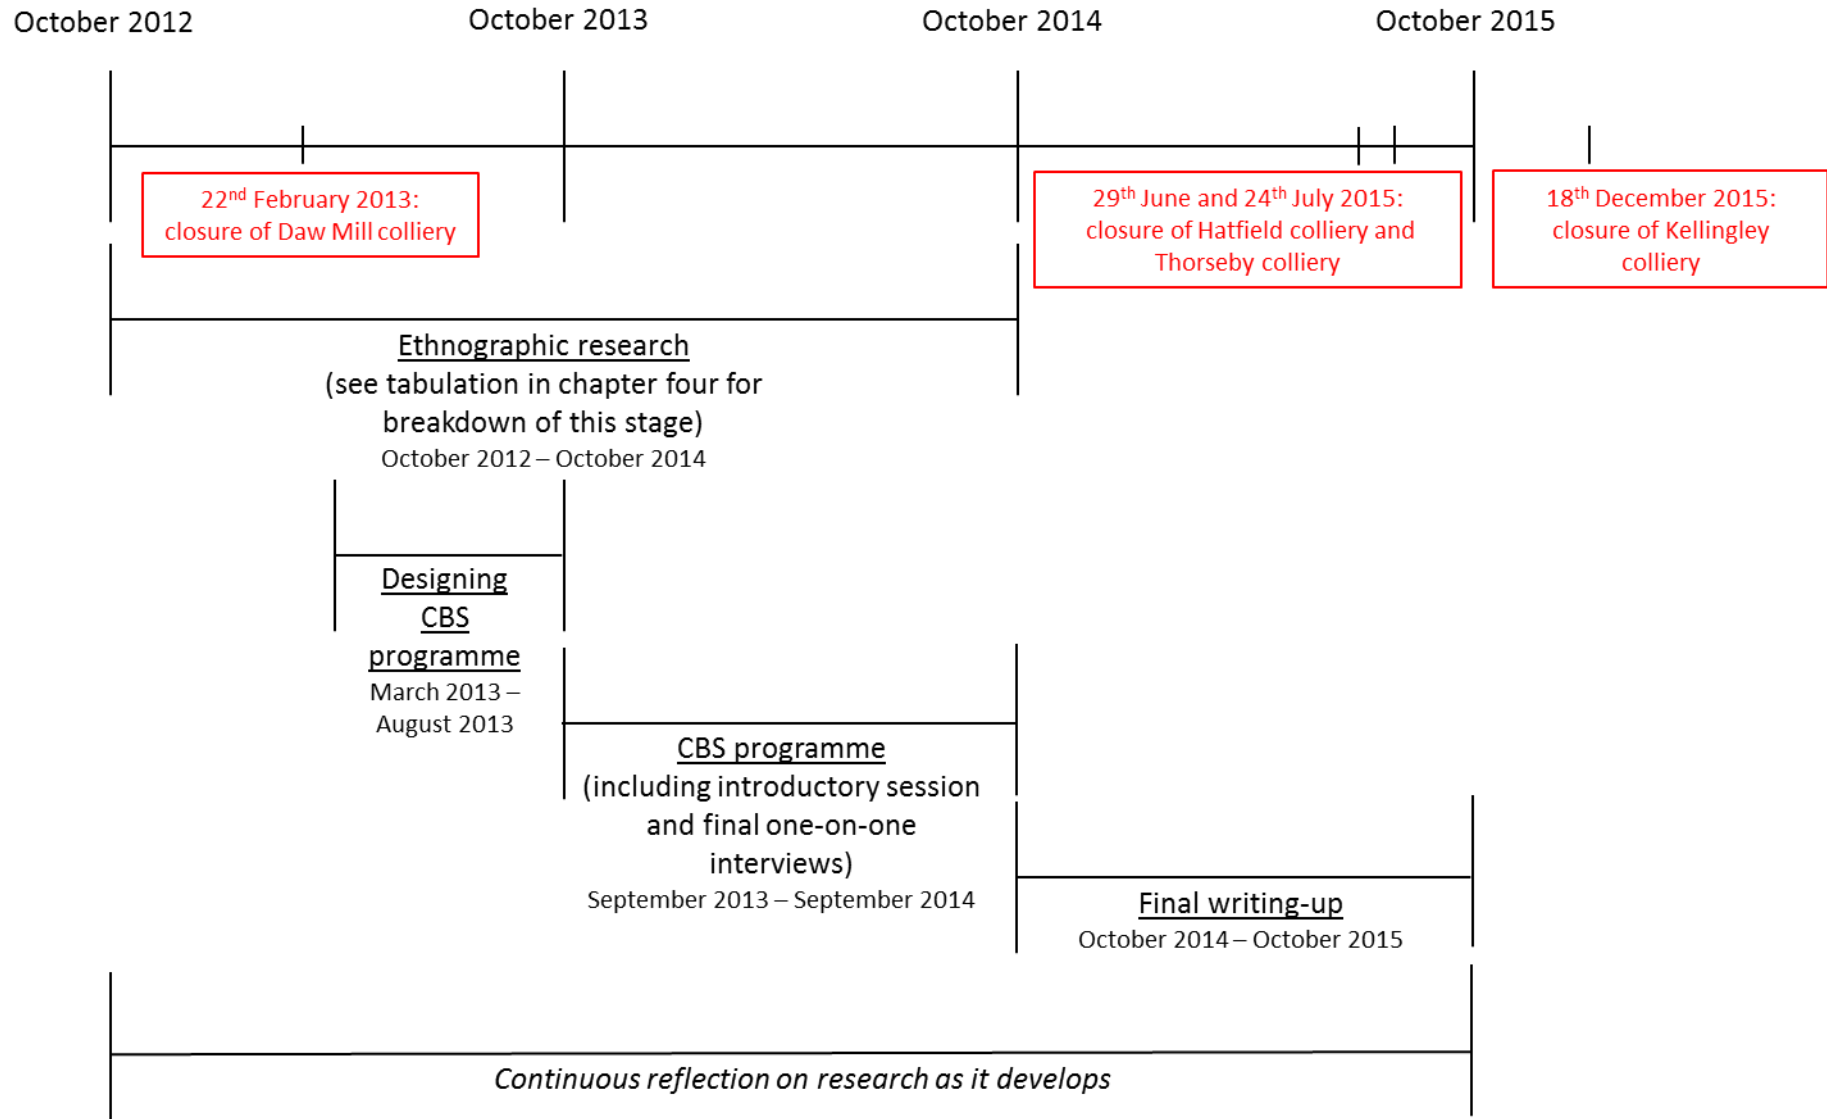 October 2012
October 2013
October 2014
October 2015
22nd February 2013:
closure of Daw Mill colliery
29th June and 24th July 2015:
closure of Hatfield colliery and
Thorseby colliery
18th December 2015:
closure of Kellingley
colliery
Ethnographic research
(see tabulation in chapter four for
breakdown of this stage)
October 2012 – October 2014
Designing
CBS
programme
March 2013 –
August 2013
CBS programme
(including introductory session
and final one-on-one
interviews)
September 2013 – September 2014
Final writing-up
October 2014 – October 2015
Continuous reflection on research as it develops